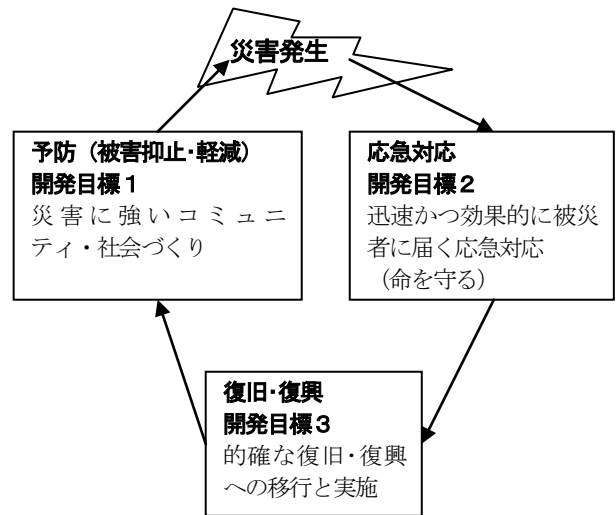 災害発生
予防（被害抑止・軽減）
開発目標１
災害に強いコミュニ
ティ・社会づくり
応急対応
開発目標２
迅速かつ効果的に被災
者に届く応急対応
（命を守る）
復旧・復興
開発目標３
的確な復旧・復興
への移行と実施